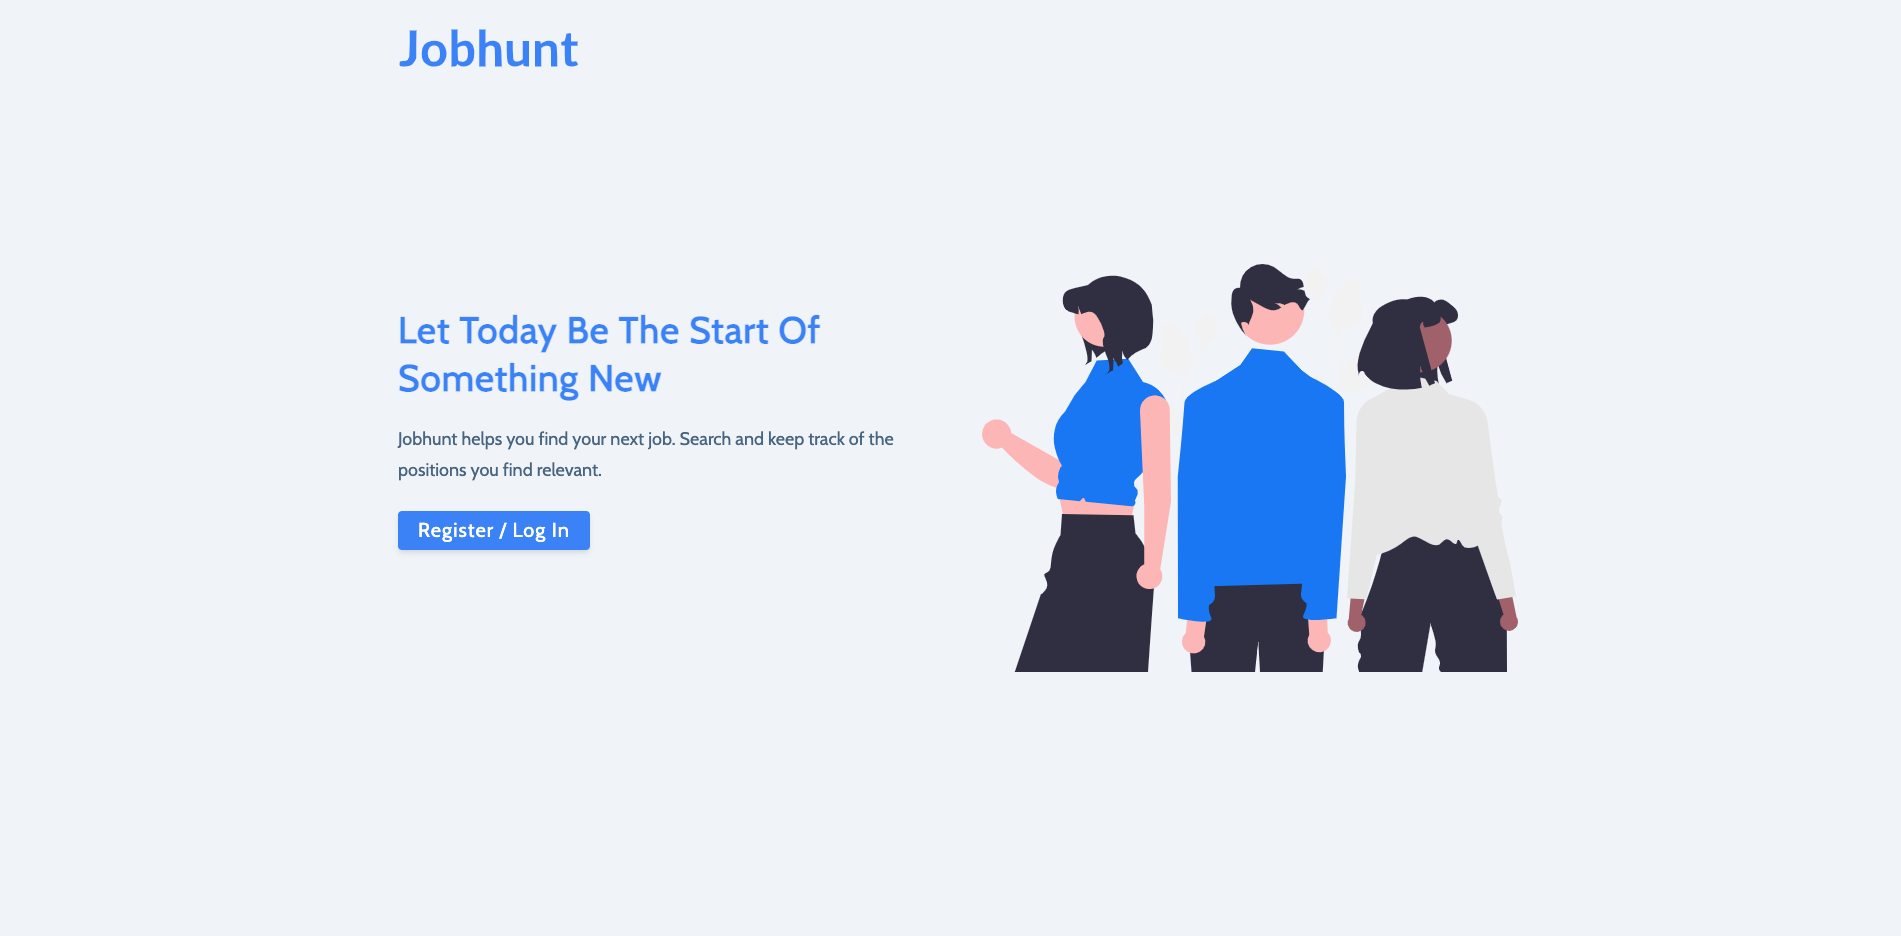 Jobhunt
Let Today Be The Start Of
Something New
Jobhunt helps you find your next job. Search and keep track of the
positions you find relevant.
Register / Log In